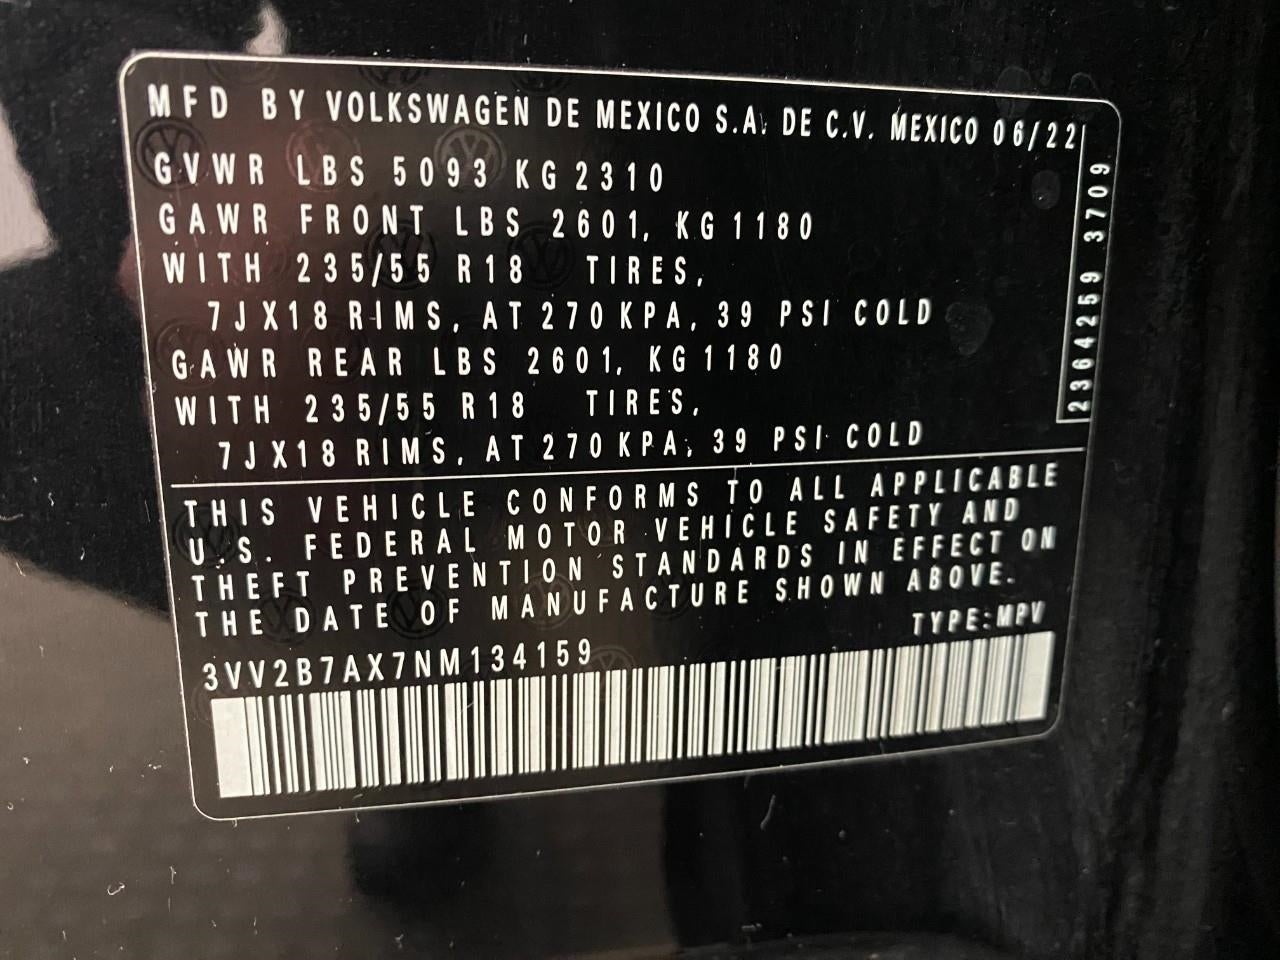 MFD BY VOLKSWAGEN DE MEXICO S.A. DE C.V. MEXICO 06/22
GVWR LBS 5093 KG 2310
GAWR FRONT LBS 2601, KG 1180
WITH 235/55 R18 TIRES,
7JX18 RIMS, AT 270 KPA, 39 PSI COLD
GAWR REAR LBS 2601, KG 1180
WITH 235/55 R18 TIRES,
7JX18 RIMS, AT 270 KPA, 39 PSI COLD
2364259 3709
THIS VEHICLE CONFORMS TO ALL APPLICABLE
U.S. FEDERAL MOTOR VEHICLE SAFETY AND
THEFT PREVENTION STANDARDS IN EFFECT ON
THE DATE OF MANUFACTURE SHOWN ABOVE.
TYPE:MPV
3VV2B7AX7NM134159